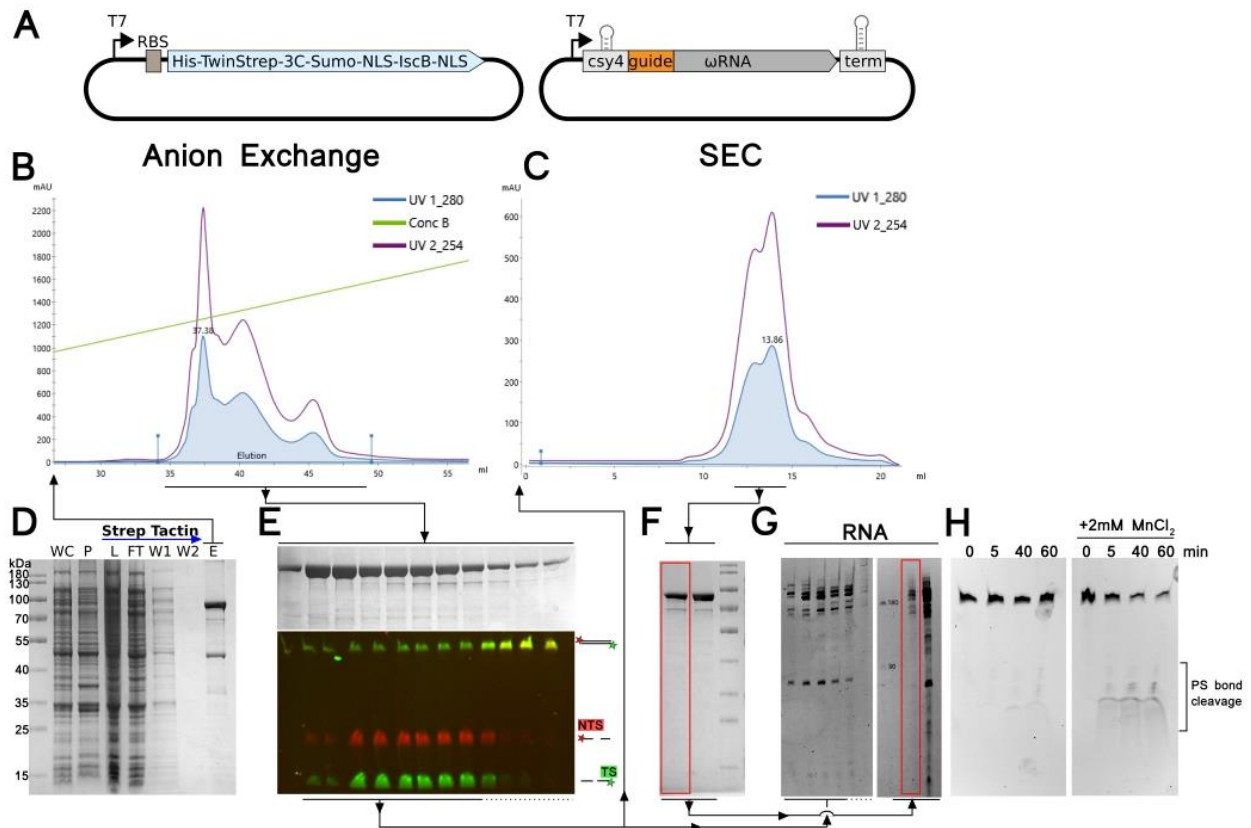 A
T7
RBS
His-TwinStrep-3C-Sumo-NLS-IscB-NLS
T7
csy4
guide
ωRNA
term
B
Anion Exchange
mAU
UV 1_280
Conc B
UV 2_254
2200
2000
1800
1600
1400
1200
1000
800
600
400
200
0
37.38
Elution
30
35
40
45
50
55
ml
C
SEC
mAU
UV 1_280
UV 2_254
600
500
400
300
200
100
0
13.86
0
5
10
15
20
ml
D
Strep Tactin
WC P L FT W1 W2 E
kDa
180
130
100
70
55
40
35
25
15
E
NTS
TS
F
G
RNA
90
H
+2mM MnCl2
0 5 40 60 0 5 40 60 min
PS bond
cleavage